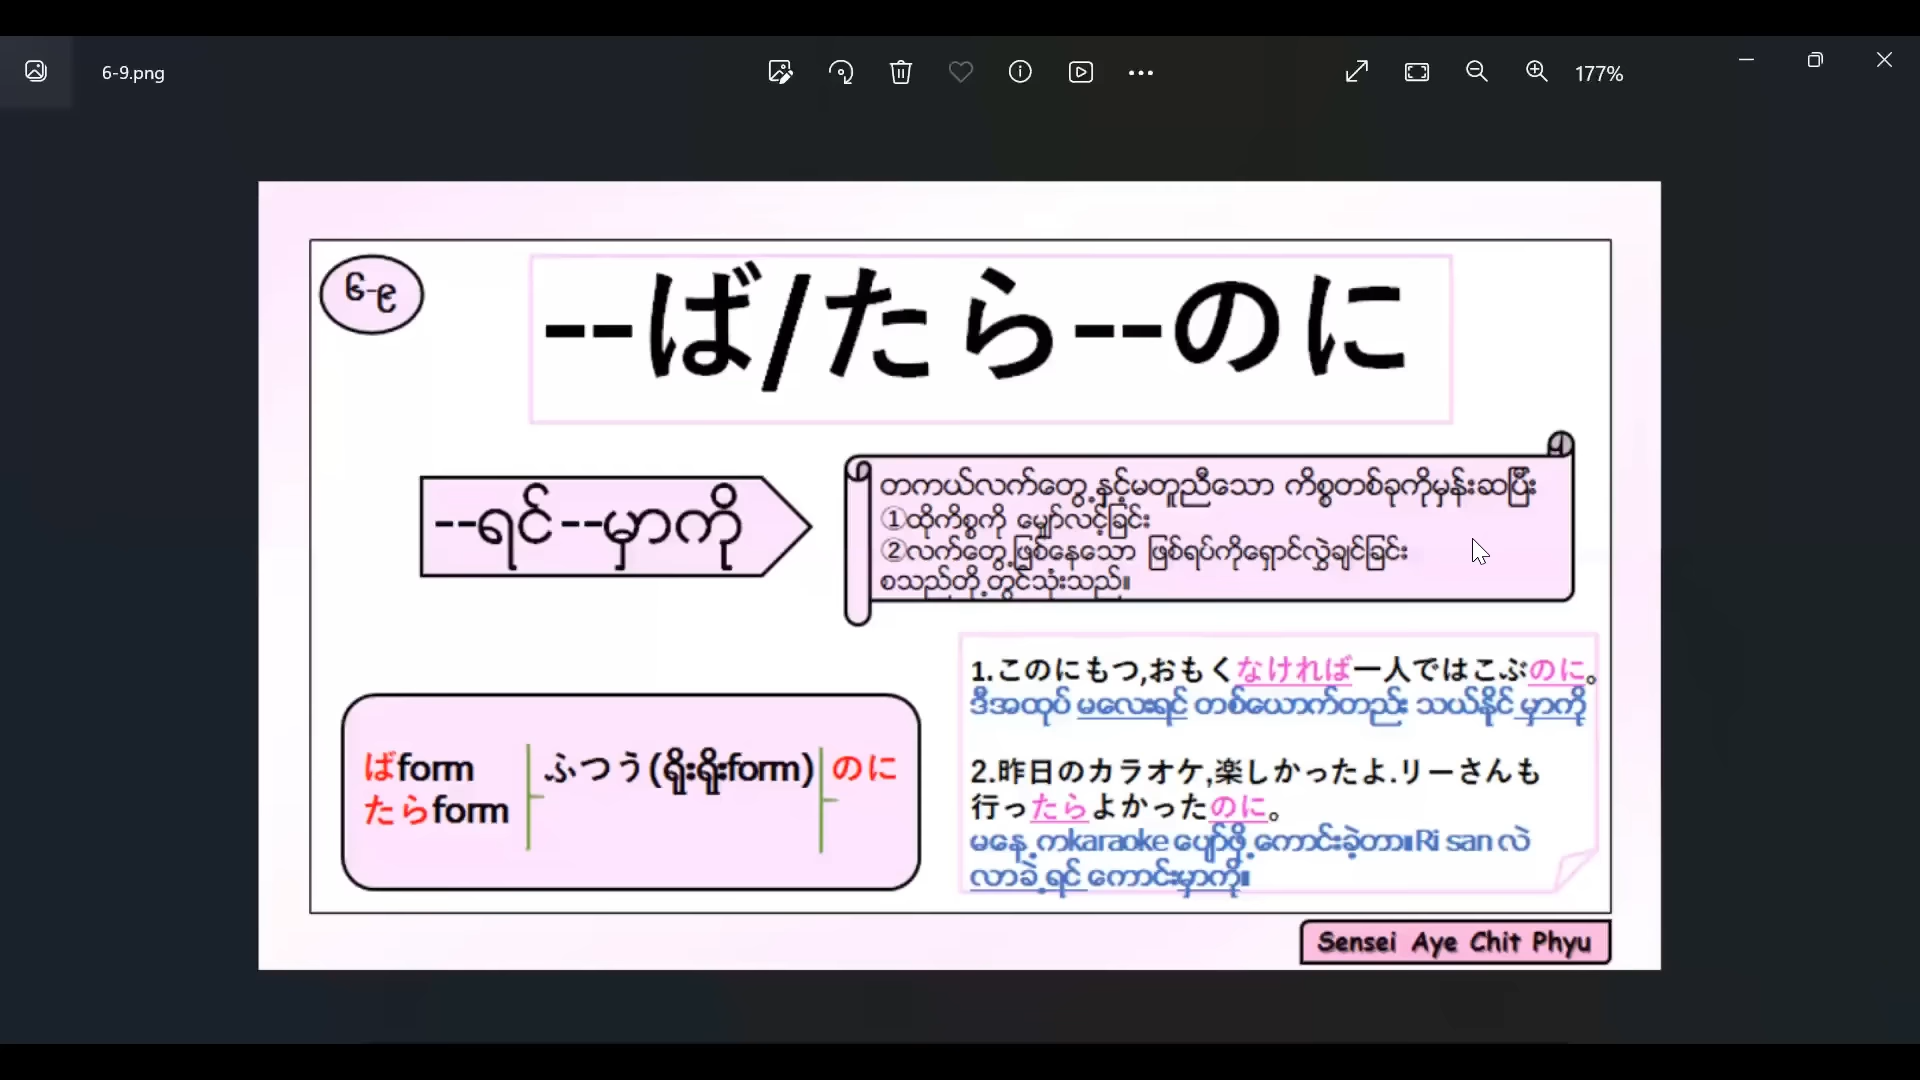 6-9.png
177%
၆-၉
--ば/たら--のに
--ရင်--မှာကို
တကယ်လက်တွေ့နှင့်မတူညီသော ကိစ္စတစ်ခုကိုမှန်းဆပြီး
①ထိုကိစ္စကို မျှော်လင့်ခြင်း
②လက်တွေ့ဖြစ်နေသော ဖြစ်ရပ်ကိုရှောင်လွှဲချင်ခြင်း
စသည်တို့တွင်သုံးသည်။
ばform
たらform
ふつう(ရိုးရိုးform)
のに
1.このにもつ,おもくなければ一人ではこぶのに。
ဒီအထုပ် မလေးရင် တစ်ယောက်တည်း သယ်နိုင် မှာကို
2.昨日のカラオケ,楽しかったよ.リーさんも
行ったらよかったのに。
မနေ့ကkaraoke ပျော်ဖို့ကောင်းခဲ့တာ။Ri san လဲ
လာခဲ့ရင် ကောင်းမှာကို။
Sensei Aye Chit Phyu